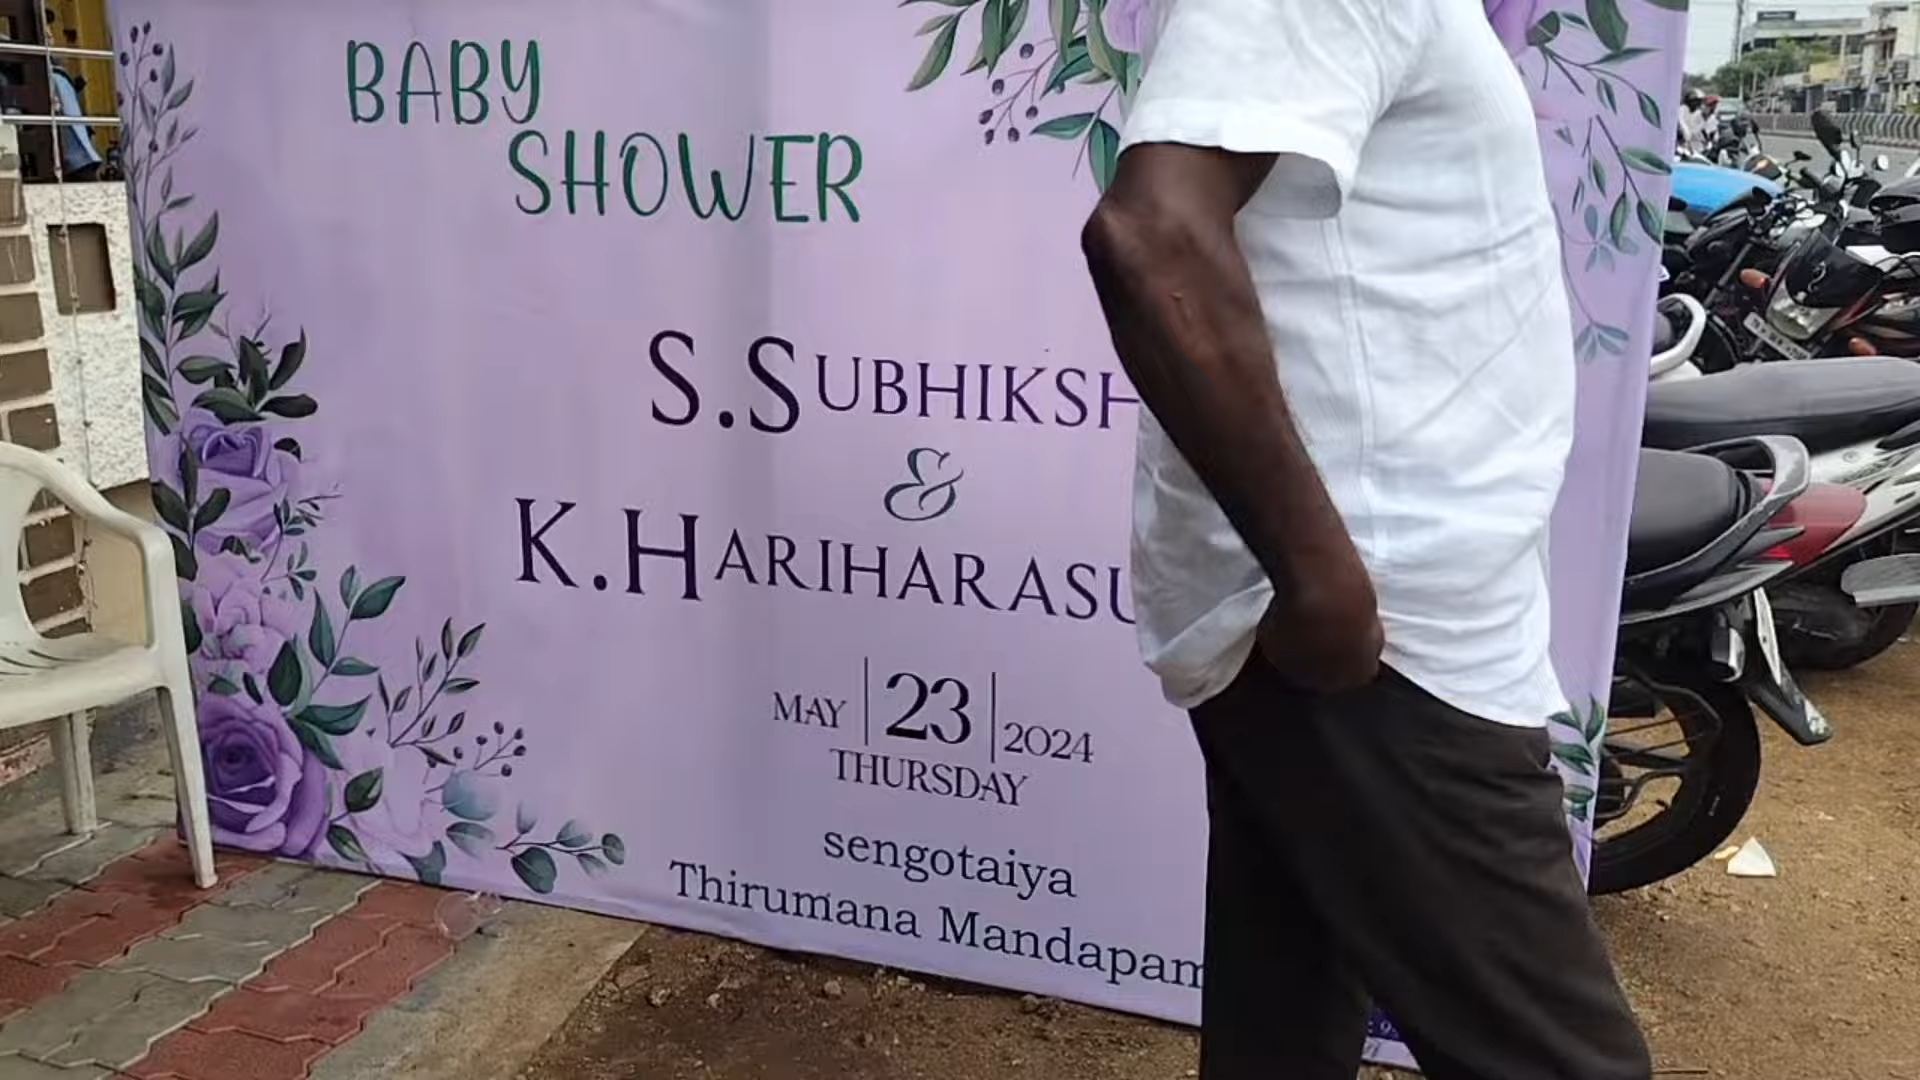 BABY
SHOWER
S.SUBHIKSH
&
K.HARIHARASU
MAY | 23 | 2024
THURSDAY
sengotaiya
Thirumana Mandapam